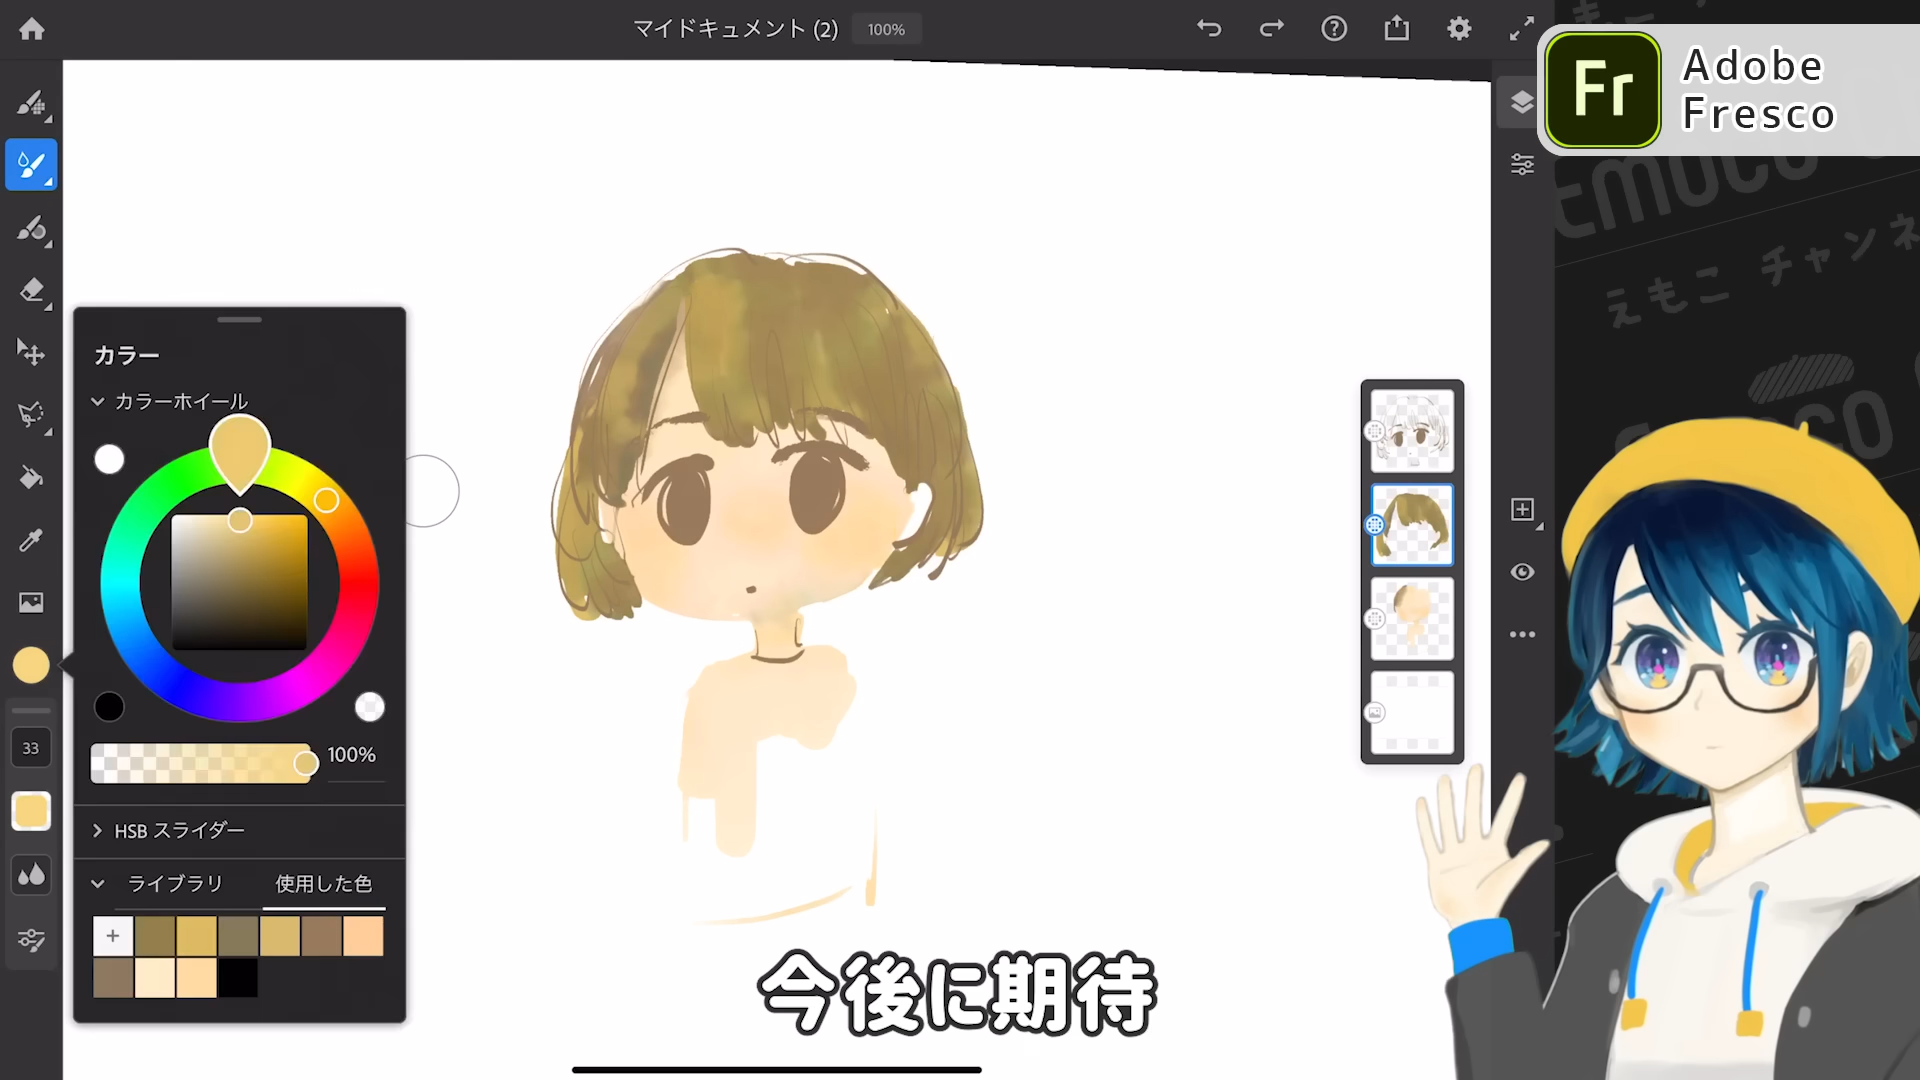 マイドキュメント (2)
100%
Fr
Adobe
Fresco
えもこ チャンネ
カラー
カラーホイール
33
100%
HSB スライダー
ライブラリ
使用した色
今後に期待